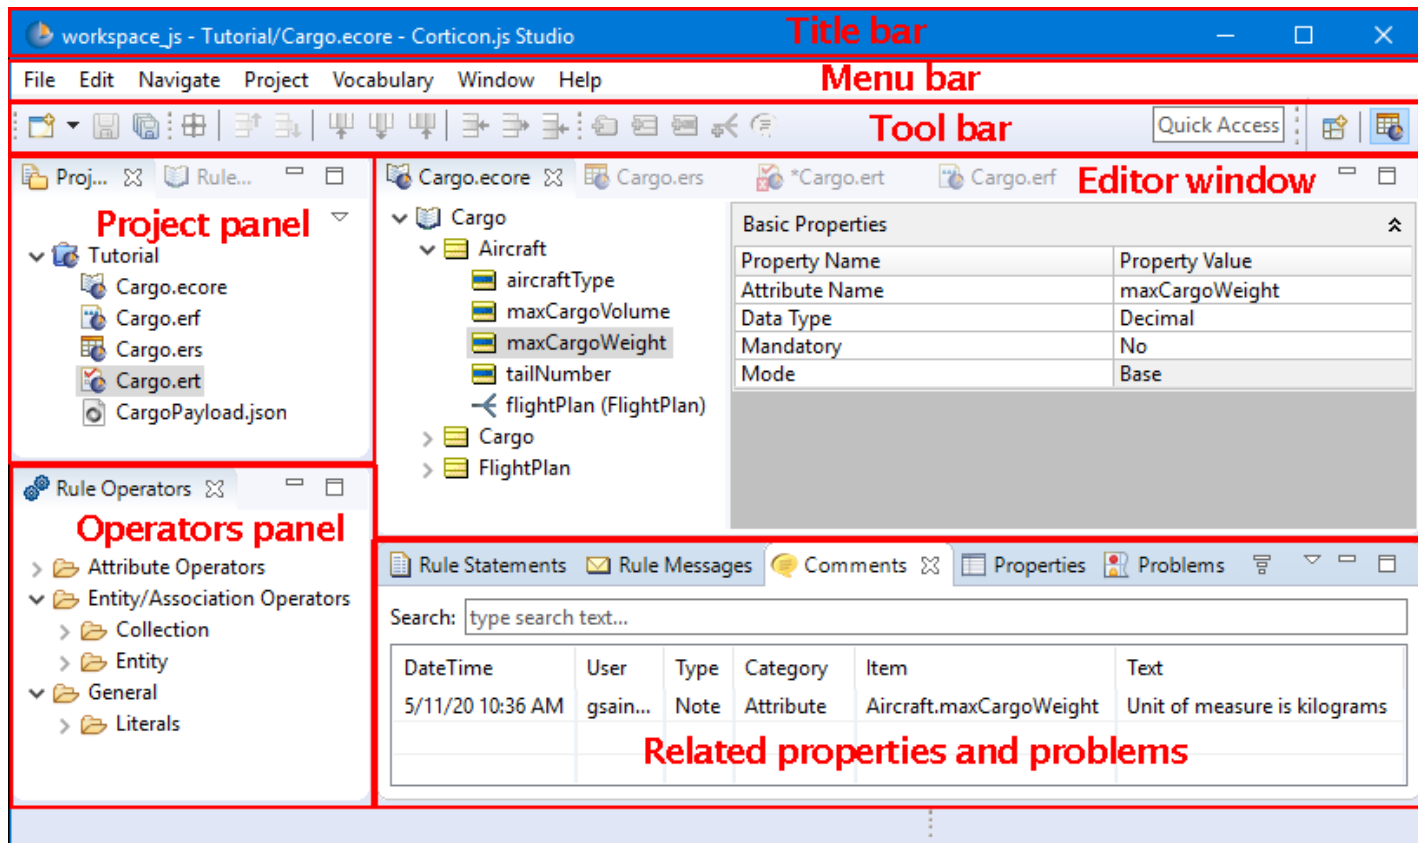 workspace_js - Tutorial/Cargo.ecore - Corticon.js Studio
Title bar
File Edit Navigate Project Vocabulary Window Help
Menu bar
Tool bar
Quick Access
Proj...
Rule...
Project panel
Tutorial
Cargo.ecore
Cargo.erf
Cargo.ers
Cargo.ert
CargoPayload.json
Cargo.ecore
Cargo.ers
*Cargo.ert
Cargo.erf
Editor window
Cargo
Aircraft
aircraftType
maxCargoVolume
maxCargoWeight
tailNumber
flightPlan (FlightPlan)
Cargo
FlightPlan
Basic Properties
Property Name Property Value
Attribute Name maxCargoWeight
Data Type Decimal
Mandatory No
Mode Base
Rule Operators
Operators panel
Attribute Operators
Entity/Association Operators
Collection
Entity
General
Literals
Rule Statements Rule Messages Comments Properties Problems
Search: type search text...
DateTime User Type Category Item Text
5/11/20 10:36 AM gsain... Note Attribute Aircraft.maxCargoWeight Unit of measure is kilograms
Related properties and problems